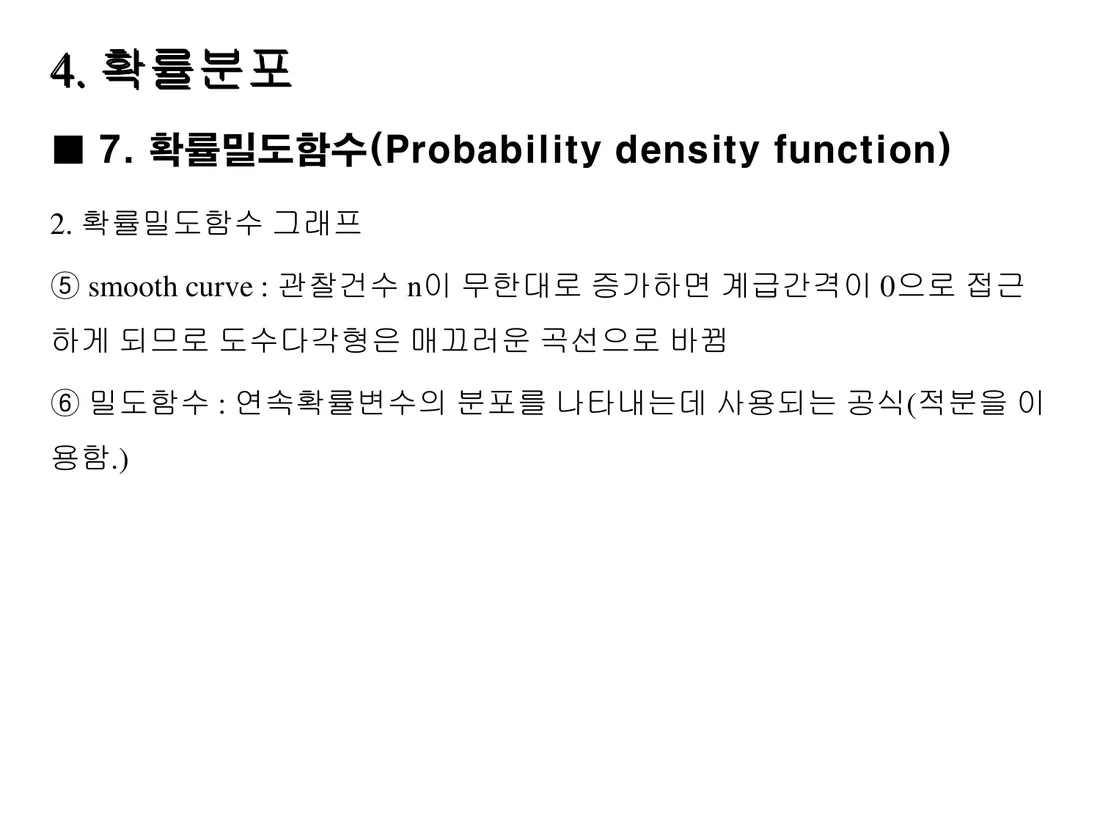 4. 확률분포
■ 7. 확률밀도함수(Probability density function)
2. 확률밀도함수 그래프
⑤ smooth curve : 관찰건수 n이 무한대로 증가하면 계급간격이 0으로 접근
하게 되므로 도수다각형은 매끄러운 곡선으로 바뀜
⑥ 밀도함수 : 연속확률변수의 분포를 나타내는데 사용되는 공식(적분을 이
용함.)